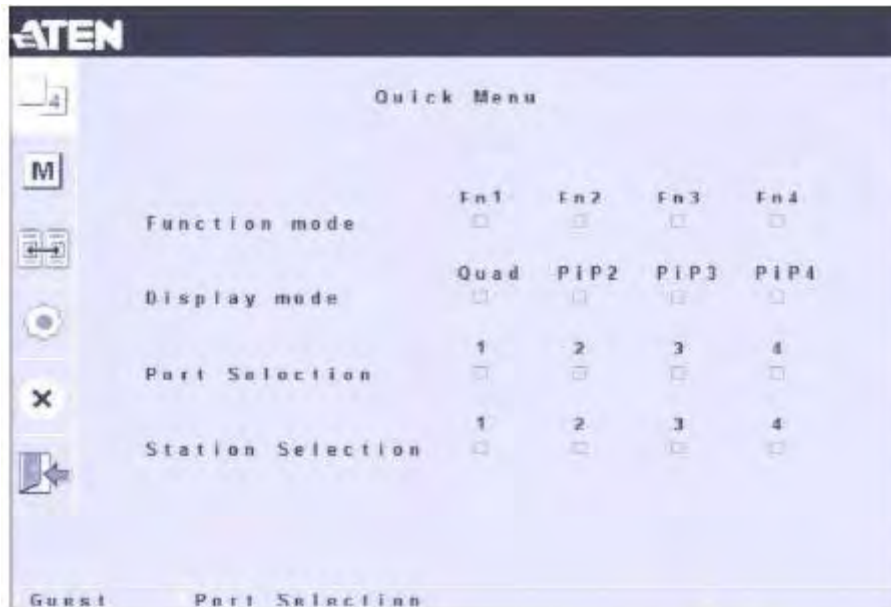 ATEN
4
Quick Menu
M
Fn1 Fn2 Fn3 Fn4
Function mode
Quad PiP2 PiP3 PiP4
Display mode
1 2 3 4
Port Selection
1 2 3 4
Station Selection
Guest Port Selection